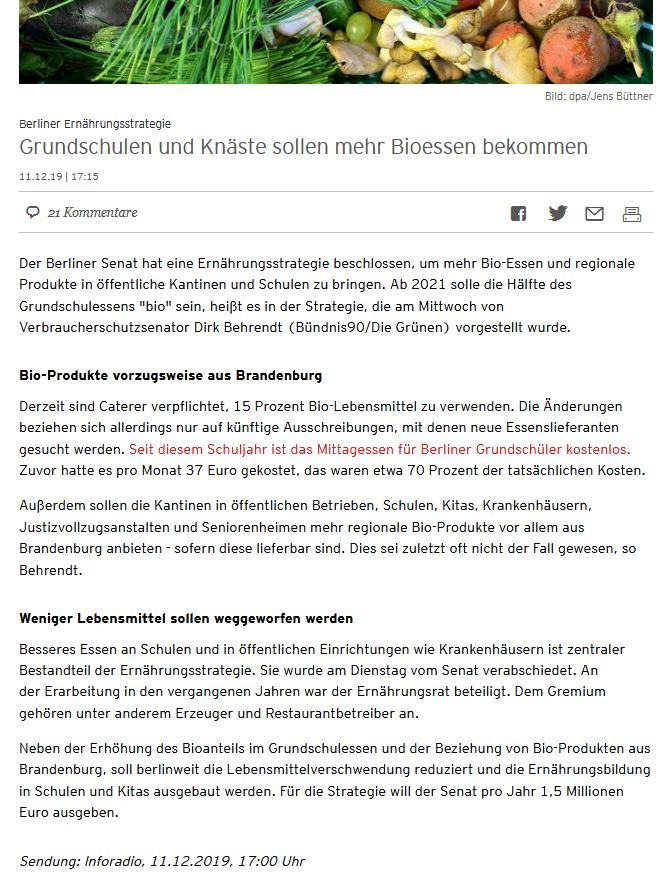 Bild: dpa/Jens Büttner
Berliner Ernährungsstrategie
Grundschulen und Knäste sollen mehr Bioessen bekommen
11.12.19 | 17:15
21 Kommentare
Der Berliner Senat hat eine Ernährungsstrategie beschlossen, um mehr Bio-Essen und regionale
Produkte in öffentliche Kantinen und Schulen zu bringen. Ab 2021 solle die Hälfte des
Grundschulessens "bio" sein, heißt es in der Strategie, die am Mittwoch von
Verbraucherschutzsenator Dirk Behrendt (Bündnis90/Die Grünen) vorgestellt wurde.
Bio-Produkte vorzugsweise aus Brandenburg
Derzeit sind Caterer verpflichtet, 15 Prozent Bio-Lebensmittel zu verwenden. Die Änderungen
beziehen sich allerdings nur auf künftige Ausschreibungen, mit denen neue Essenslieferanten
gesucht werden. Seit diesem Schuljahr ist das Mittagessen für Berliner Grundschüler kostenlos.
Zuvor hatte es pro Monat 37 Euro gekostet, das waren etwa 70 Prozent der tatsächlichen Kosten.
Außerdem sollen die Kantinen in öffentlichen Betrieben, Schulen, Kitas, Krankenhäusern,
Justizvollzugsanstalten und Seniorenheimen mehr regionale Bio-Produkte vor allem aus
Brandenburg anbieten - sofern diese lieferbar sind. Dies sei zuletzt oft nicht der Fall gewesen, so
Behrendt.
Weniger Lebensmittel sollen weggeworfen werden
Besseres Essen an Schulen und in öffentlichen Einrichtungen wie Krankenhäusern ist zentraler
Bestandteil der Ernährungsstrategie. Sie wurde am Dienstag vom Senat verabschiedet. An
der Erarbeitung in den vergangenen Jahren war der Ernährungsrat beteiligt. Dem Gremium
gehören unter anderem Erzeuger und Restaurantbetreiber an.
Neben der Erhöhung des Bioanteils im Grundschulessen und der Beziehung von Bio-Produkten aus
Brandenburg, soll berlinweit die Lebensmittelverschwendung reduziert und die Ernährungsbildung
in Schulen und Kitas ausgebaut werden. Für die Strategie will der Senat pro Jahr 1,5 Millionen
Euro ausgeben.
Sendung: Inforadio, 11.12.2019, 17:00 Uhr